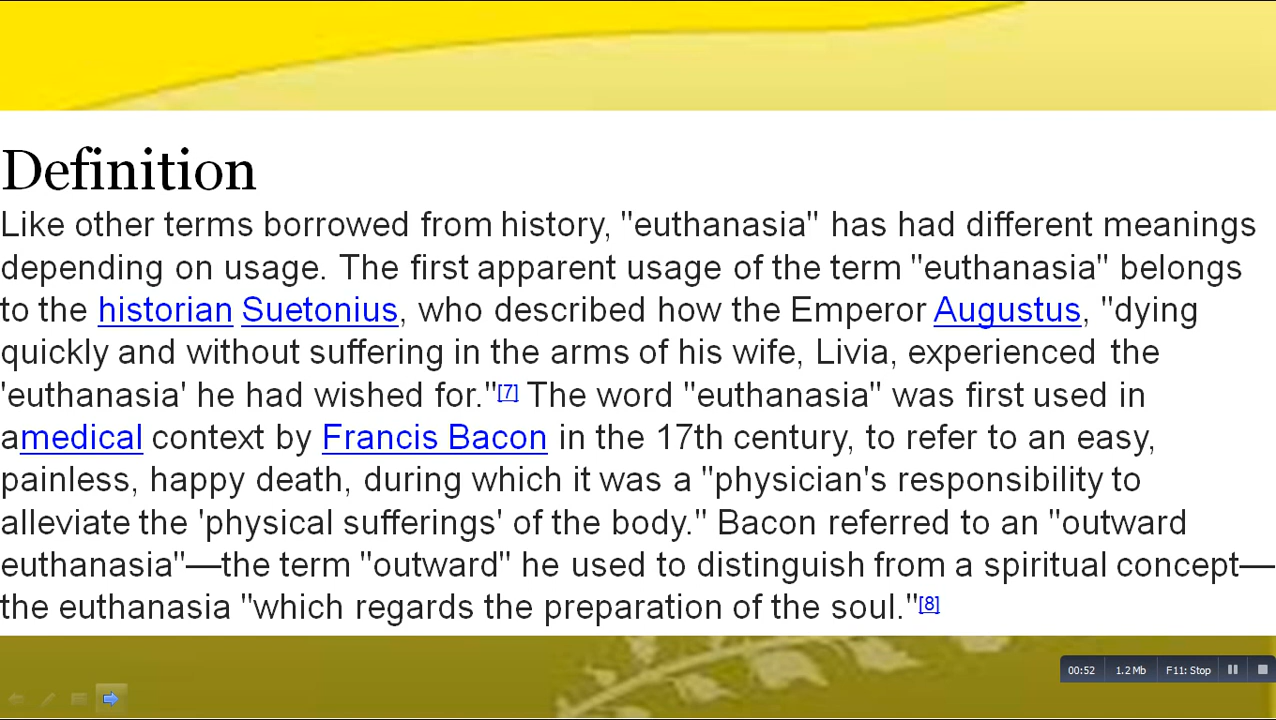 Definition
Like other terms borrowed from history, "euthanasia" has had different meanings
depending on usage. The first apparent usage of the term "euthanasia" belongs
to the historian Suetonius, who described how the Emperor Augustus, "dying
quickly and without suffering in the arms of his wife, Livia, experienced the
'euthanasia' he had wished for."[7] The word "euthanasia" was first used in
amedical context by Francis Bacon in the 17th century, to refer to an easy,
painless, happy death, during which it was a "physician's responsibility to
alleviate the 'physical sufferings' of the body." Bacon referred to an "outward
euthanasia"—the term "outward" he used to distinguish from a spiritual concept—
the euthanasia "which regards the preparation of the soul."[8]
00:52 1.2 Mb F11: Stop